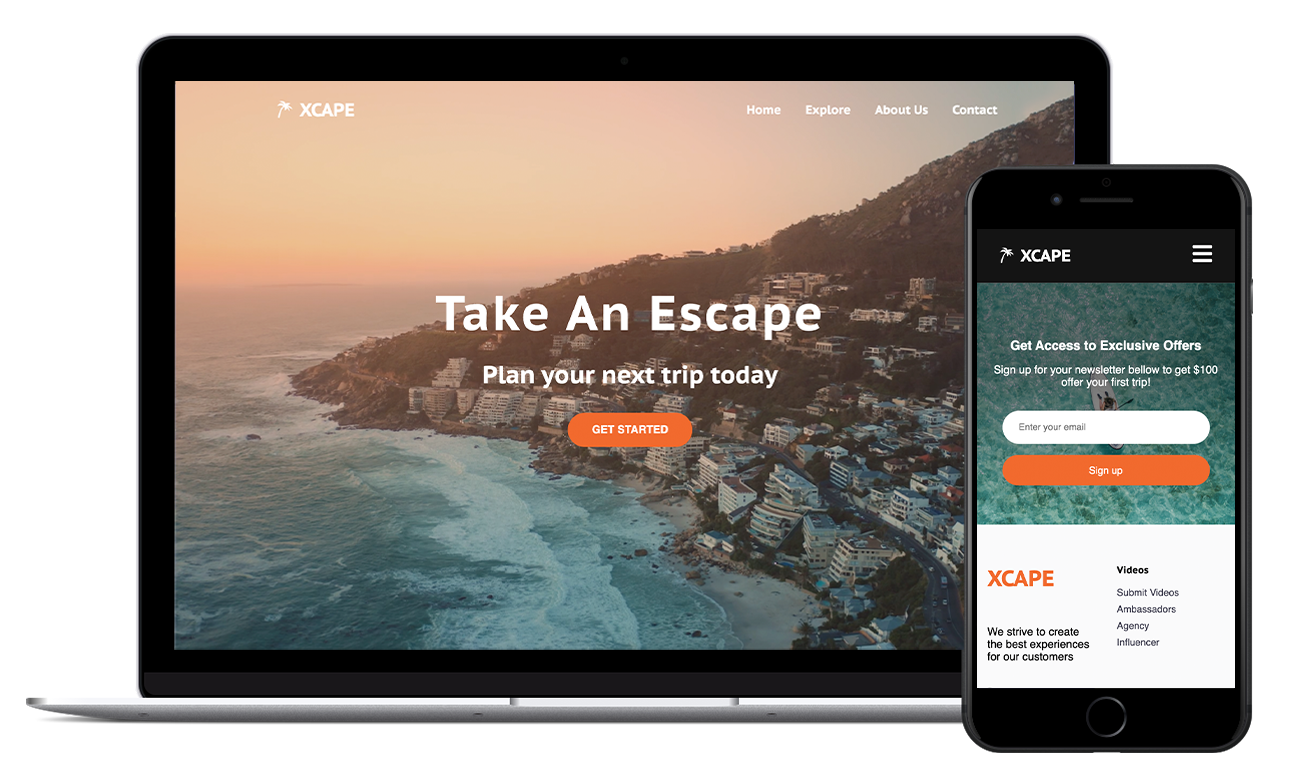 XCAPE
Home Explore About Us Contact
Take An Escape
Plan your next trip today
GET STARTED
XCAPE
Get Access to Exclusive Offers
Sign up for your newsletter bellow to get $100
offer your first trip!
Enter your email
Sign up
XCAPE
We strive to create
the best experiences
for our customers
Videos
Submit Videos
Ambassadors
Agency
Influencer